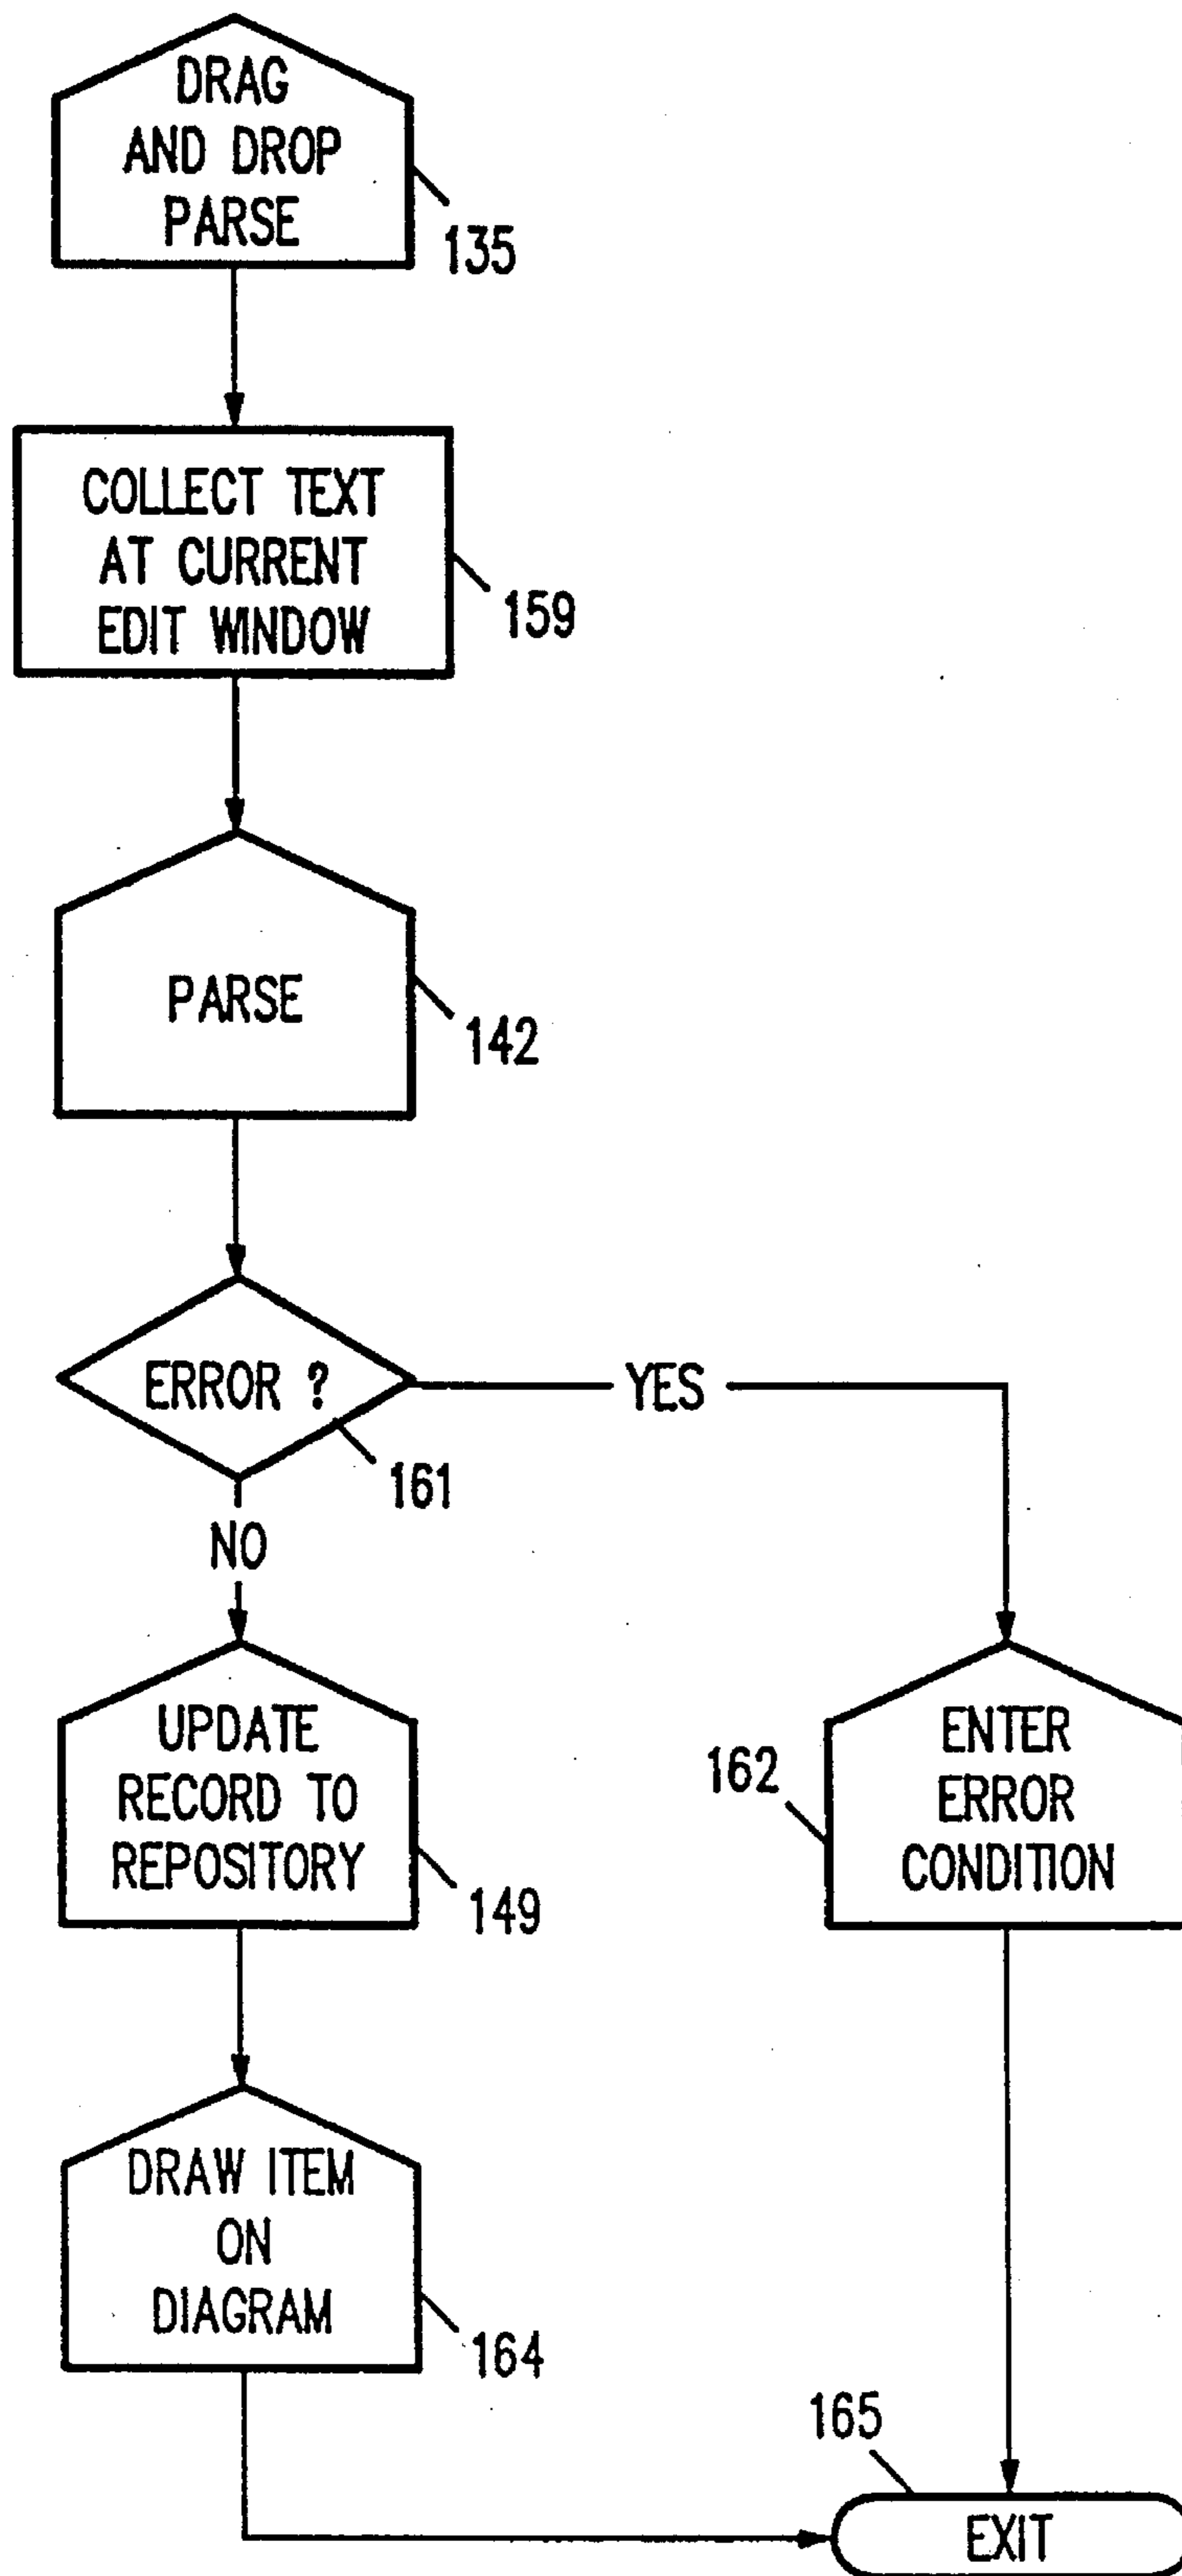 DRAG
AND DROP
PARSE
135
COLLECT TEXT
AT CURRENT
EDIT WINDOW
159
PARSE
142
ERROR ?
YES
161
NO
UPDATE
RECORD TO
REPOSITORY
149
162
ENTER
ERROR
CONDITION
DRAW ITEM
ON
DIAGRAM
164
165
EXIT